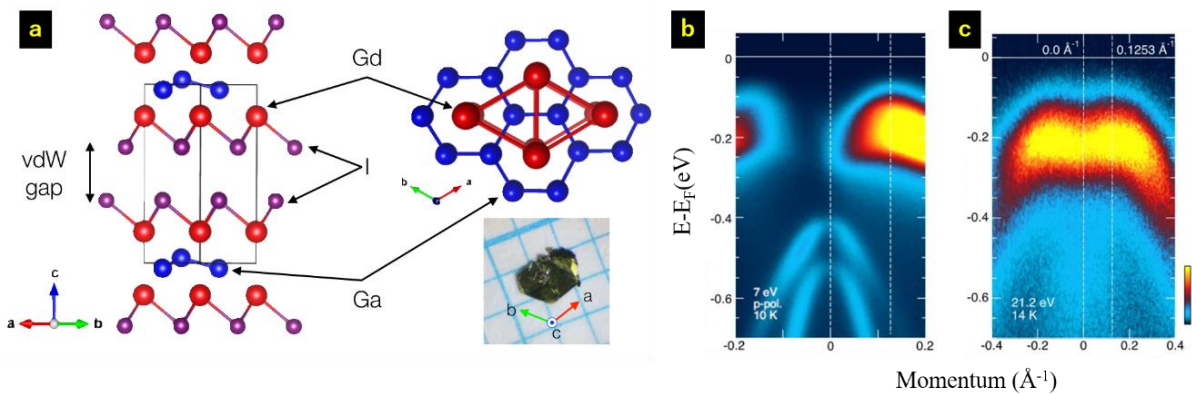 a
Gd
vdW
gap
I
Ga
c
a
b
b
a
a
b
c
b
0
-0.2
-0.4
-0.6
7 eV
p-pol.
10 K
-0.2
0
0.2
E-E_F(eV)
c
0.0 Å⁻¹
0.1253 Å⁻¹
0
-0.2
-0.4
-0.6
21.2 eV
14 K
-0.4
-0.2
0
0.2
0.4
Momentum (Å⁻¹)